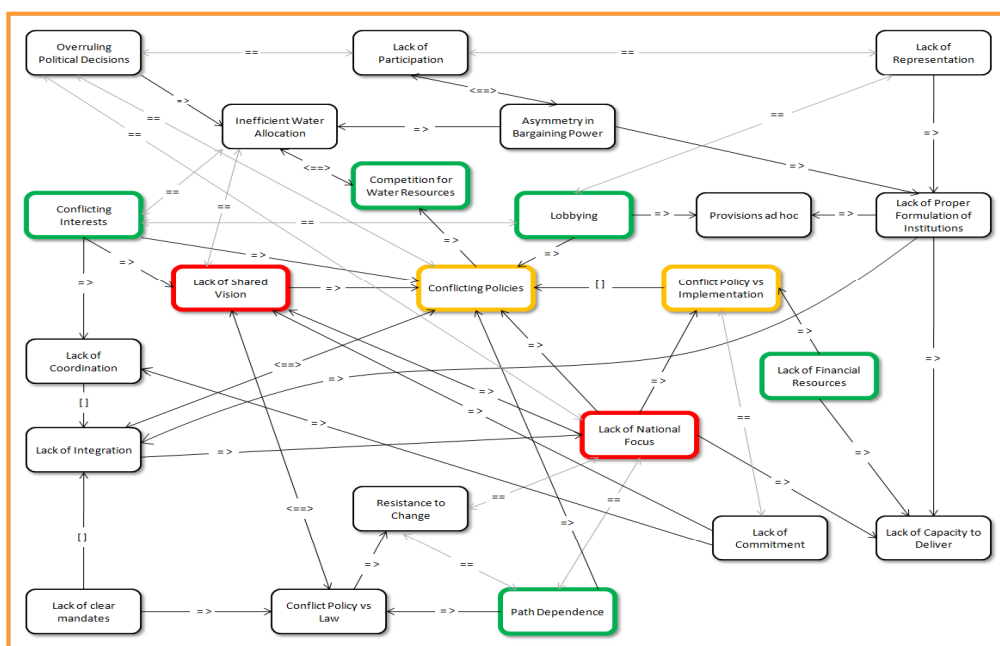 Overruling
Political Decisions
==
Lack of
Participation
==
Lack of
Representation
=>
<==>
==
==
Inefficient Water
Allocation
=>
Asymmetry in
Bargaining Power
==
=>
<==>
=>
Competition for
Water Resources
==
==
Conflicting
Interests
==
Lobbying
=>
Provisions ad hoc
=>
Lack of Proper
Formulation of
Institutions
=>
=>
=>
=>
=>
Lack of Shared
Vision
=>
Conflicting Policies
[ ]
Conflict Policy vs
Implementation
=>
Lack of
Coordination
<==>
=>
=>
=>
=>
Lack of Financial
Resources
=>
[ ]
=>
=>
==
Lack of Integration
=>
Lack of National
Focus
=>
=>
Resistance to
Change
==
==
<==>
[ ]
=>
==
=>
Lack of
Commitment
Lack of Capacity to
Deliver
Lack of clear
mandates
=>
Conflict Policy vs
Law
=>
Path Dependence